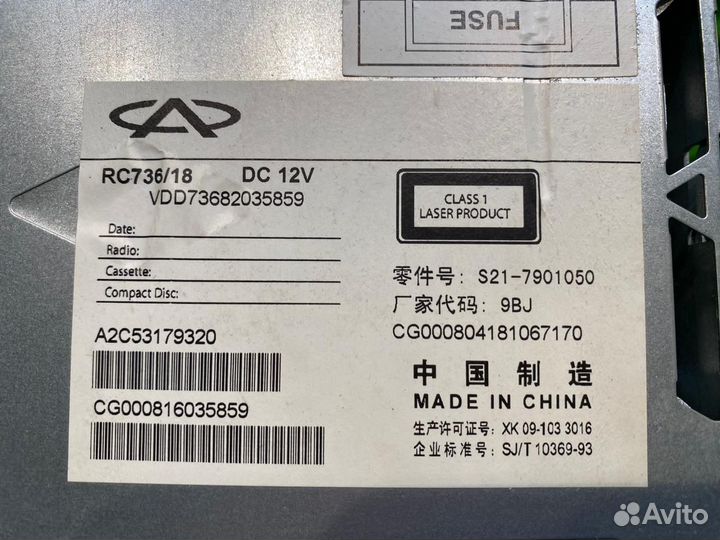 FUSE
RC736/18 DC 12V
VDD73682035859
Date:
Radio:
Cassette:
Compact Disc:
A2C53179320
CG000816035859
CLASS 1
LASER PRODUCT
零件号: S21-7901050
厂家代码: 9BJ
CG000804181067170
中国制造
MADE IN CHINA
生产许可证号: XK 09-103 3016
企业标准号: SJ/T 10369-93
Avito